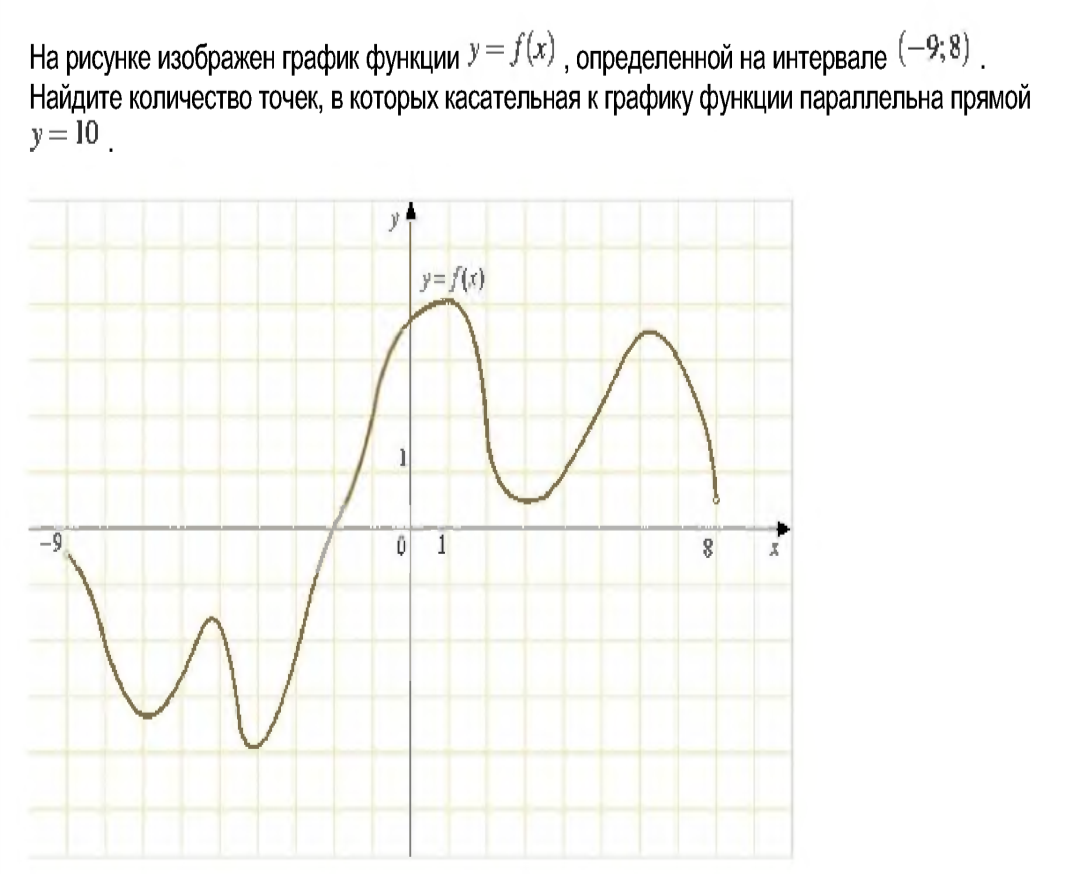 На рисунке изображен график функции y = f(x) , определенной на интервале (−9;8) .
Найдите количество точек, в которых касательная к графику функции параллельна прямой
y = 10 .
y
y = f(x)
1
−9
0 1 8 x